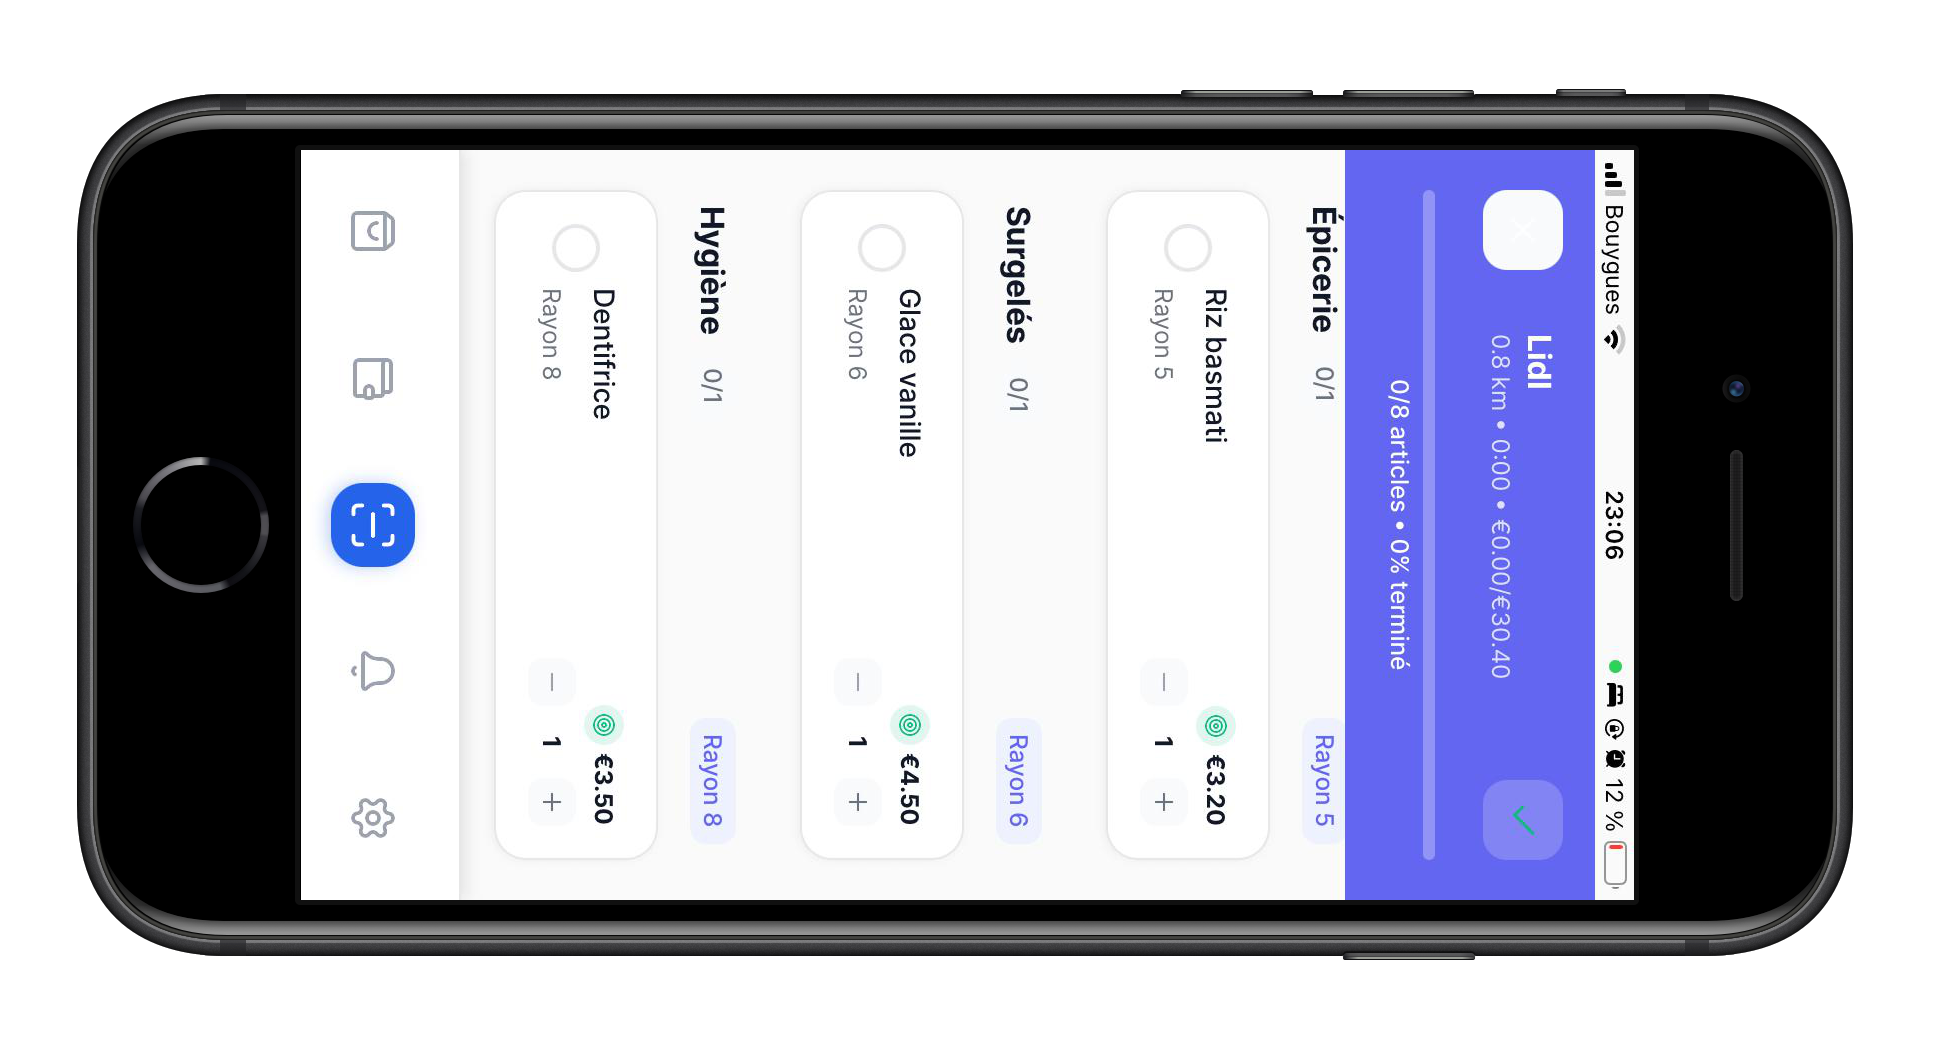 Bouygues 23:06 12 %
Lidl
0.8 km • 0:00 • €0.00/€30.40
0/8 articles • 0% terminé
Épicerie 0/1 Rayon 5
Riz basmati €3.20
Rayon 5 − 1 +
Surgelés 0/1 Rayon 6
Glace vanille €4.50
Rayon 6 − 1 +
Hygiène 0/1 Rayon 8
Dentifrice €3.50
Rayon 8 − 1 +